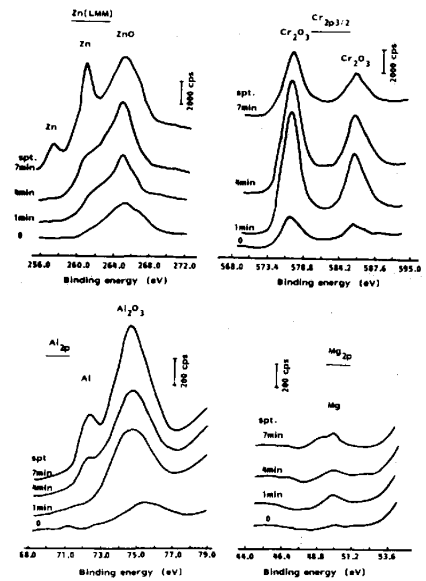 Zn(LMM)
Zn ZnO
Zn
2000 cps
spt.
7min
4min
1min
0
256.0 260.0 264.0 268.0 272.0
Binding energy (eV)
Cr2p3/2
Cr2O3
Cr2O3
2000 cps
spt.
7min
4min
1min
0
568.0 573.4 578.8 584.2 587.6 595.0
Binding energy (eV)
Al2O3
Al2p
Al
200 cps
spt
7min
4min
1min
0
68.0 71.0 73.0 75.0 77.0 79.0
Binding energy (eV)
Mg2p
200 cps
Mg
spt.
7min
4min
1min
0
44.0 46.4 48.8 51.2 53.6
Binding energy (eV)